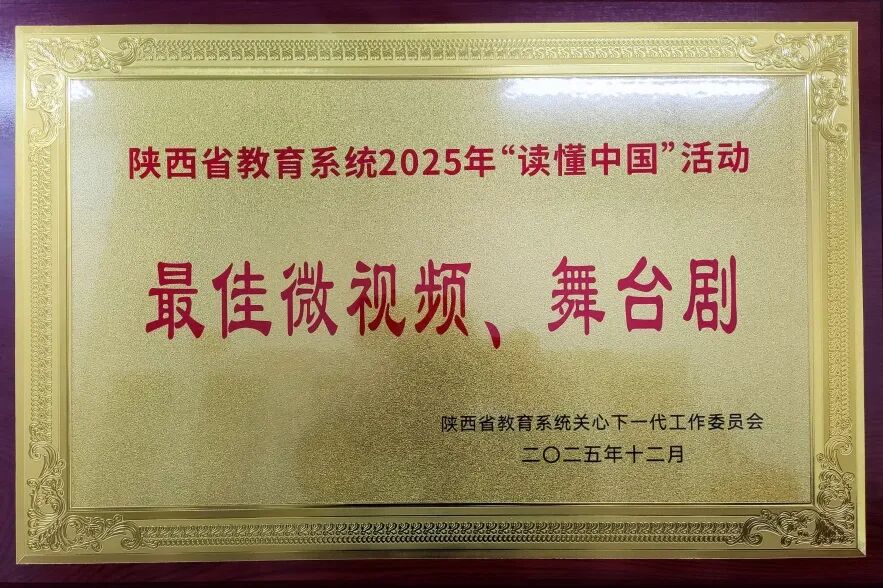 陕西省教育系统2025年“读懂中国”活动
最佳微视频、舞台剧
陕西省教育系统关心下一代工作委员会
二〇二五年十二月